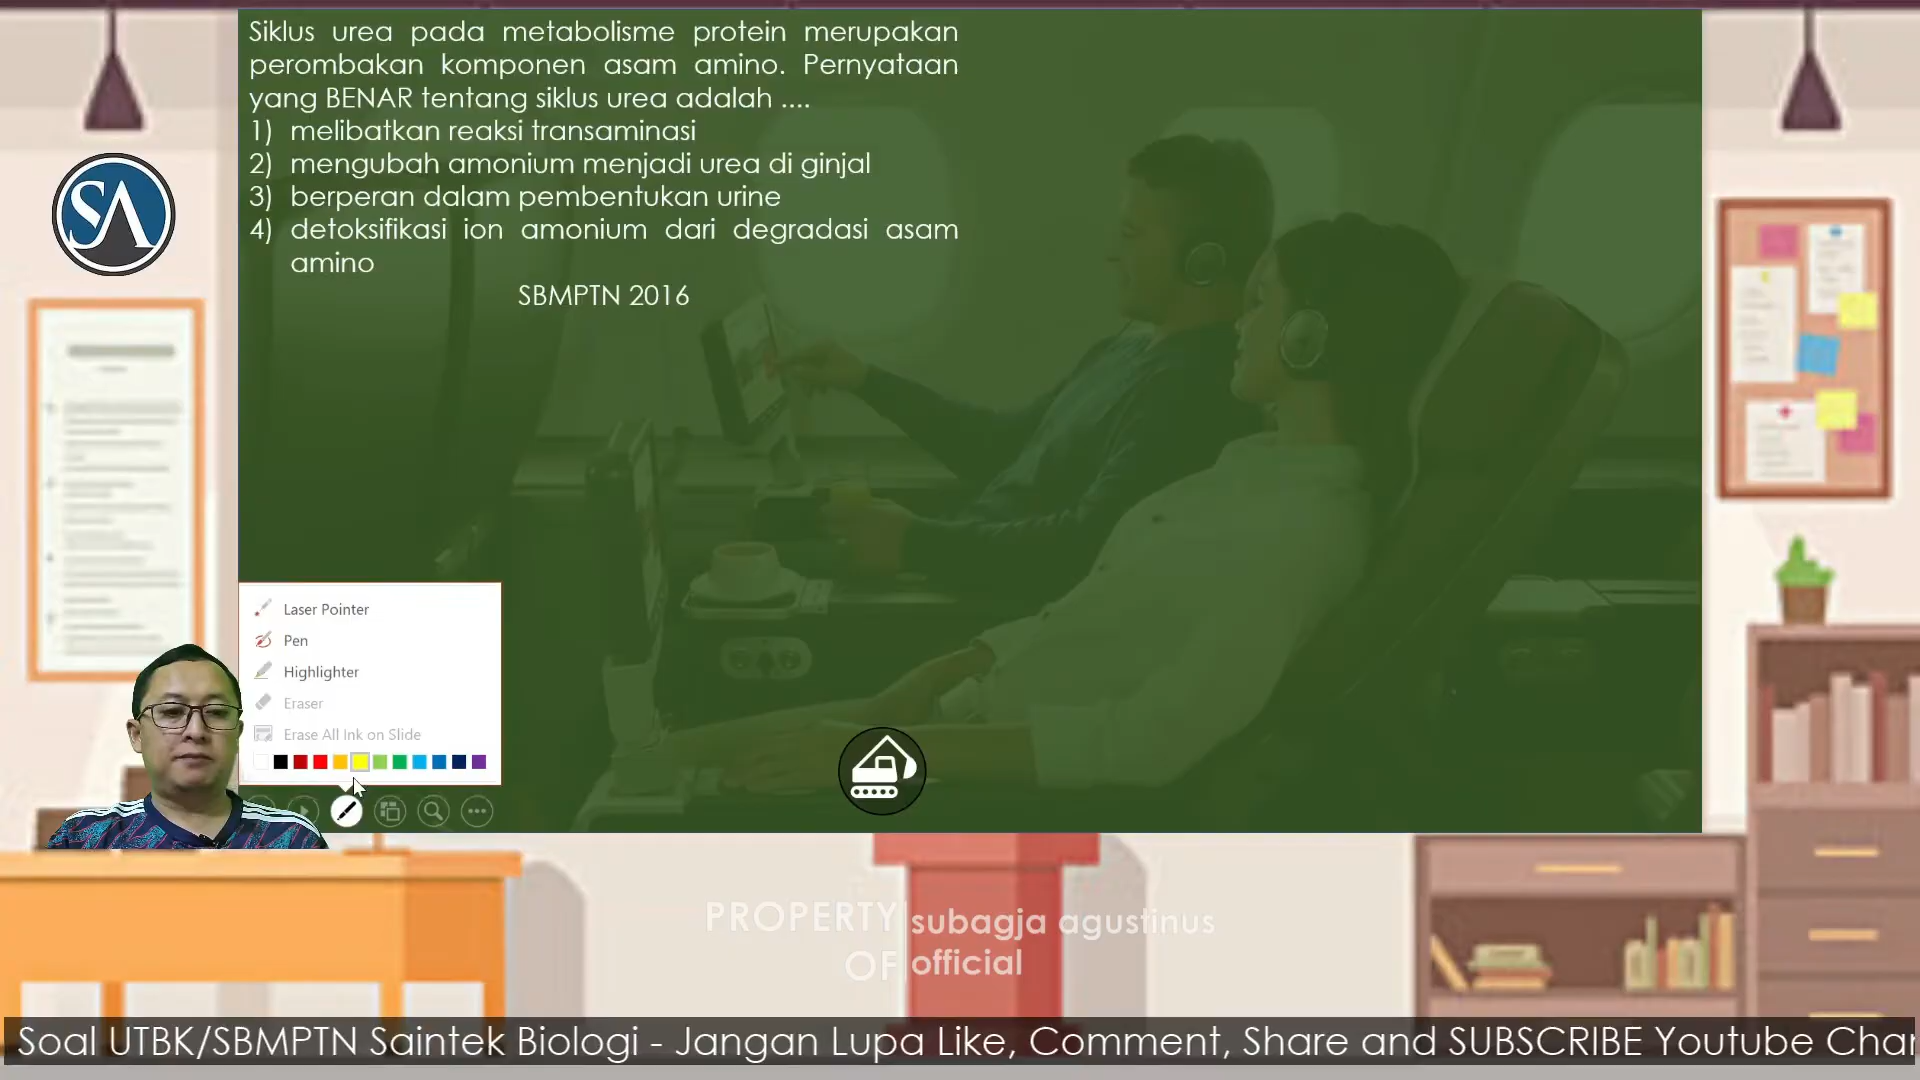 Siklus urea pada metabolisme protein merupakan
perombakan komponen asam amino. Pernyataan
yang BENAR tentang siklus urea adalah ....
1) melibatkan reaksi transaminasi
2) mengubah amonium menjadi urea di ginjal
3) berperan dalam pembentukan urine
4) detoksifikasi ion amonium dari degradasi asam
amino
SBMPTN 2016
SA
Laser Pointer
Pen
Highlighter
Eraser
Erase All Ink on Slide
PROPERTY OF
subagja agustinus
official
Soal UTBK/SBMPTN Saintek Biologi - Jangan Lupa Like, Comment, Share and SUBSCRIBE Youtube Chan